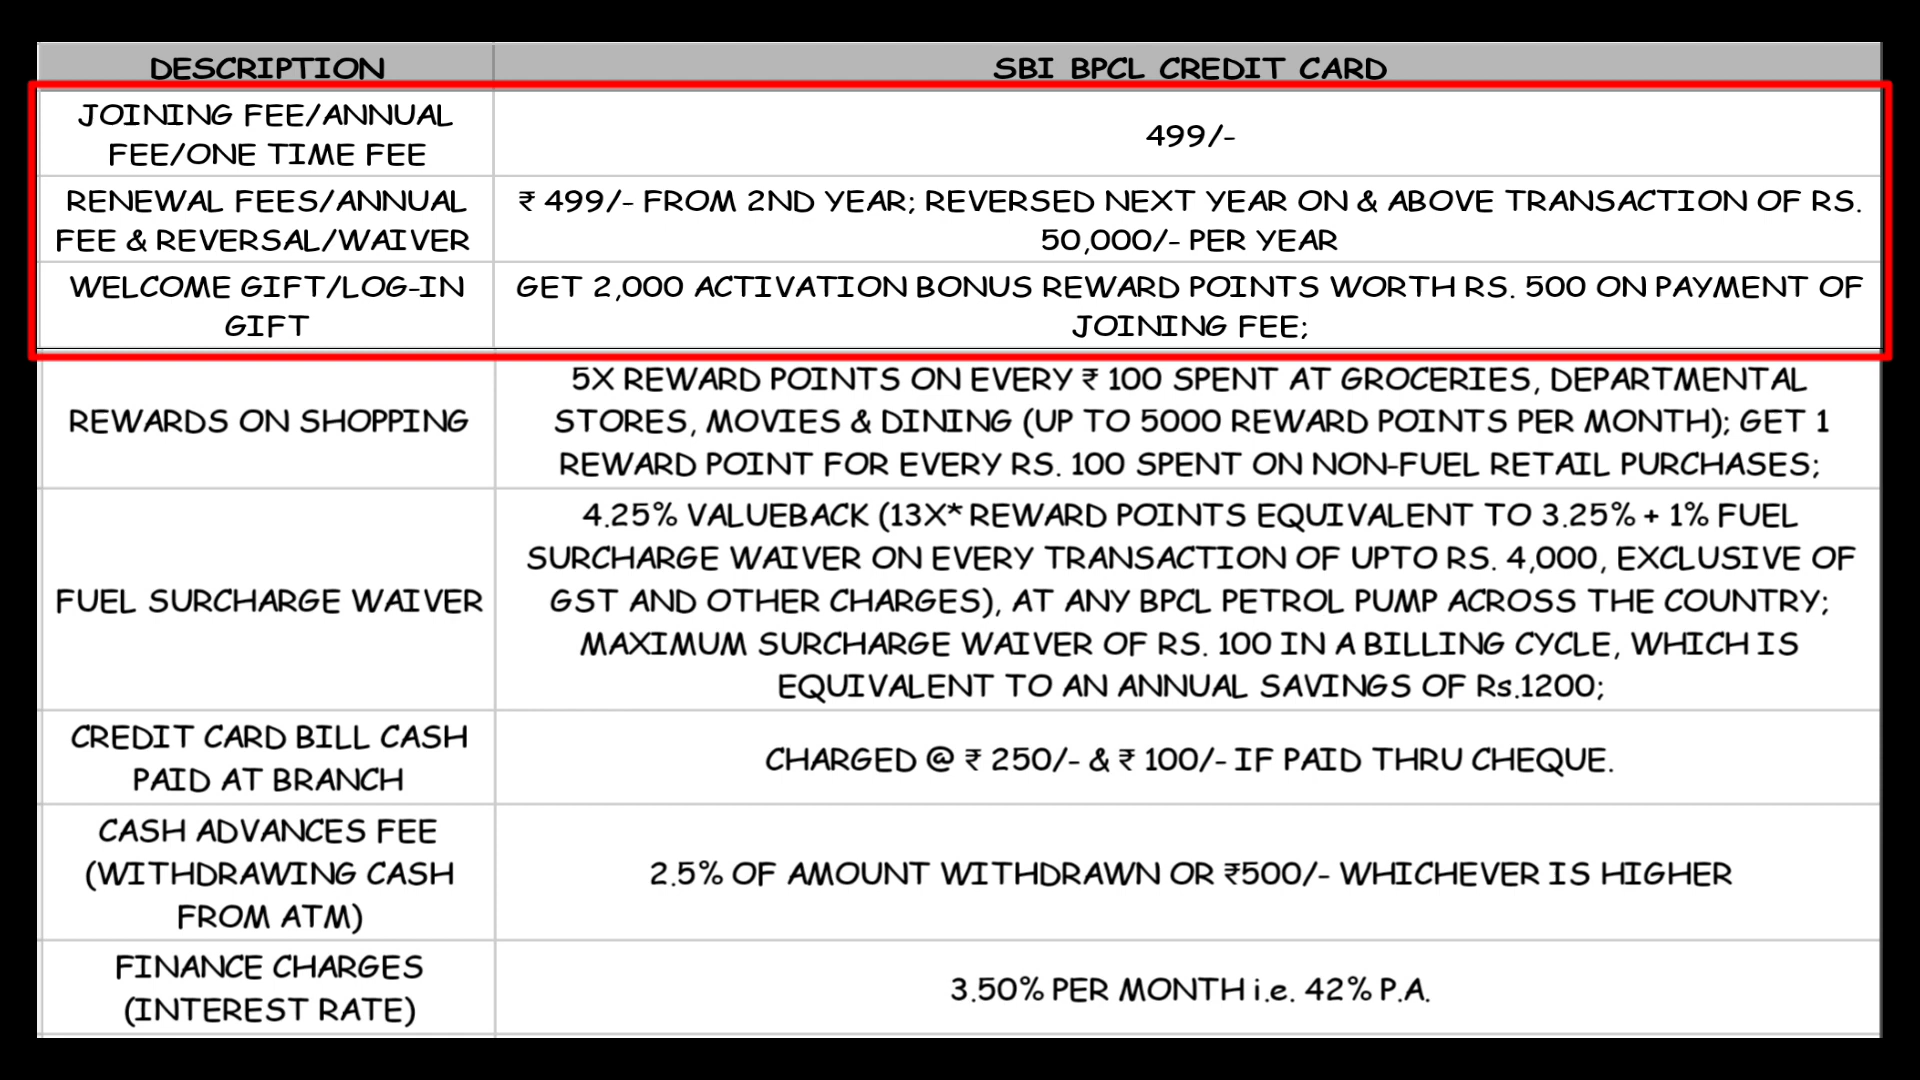 DESCRIPTION
SBI BPCL CREDIT CARD
JOINING FEE/ANNUAL
FEE/ONE TIME FEE
499/-
RENEWAL FEES/ANNUAL
FEE & REVERSAL/WAIVER
₹ 499/- FROM 2ND YEAR; REVERSED NEXT YEAR ON & ABOVE TRANSACTION OF RS.
50,000/- PER YEAR
WELCOME GIFT/LOG-IN
GIFT
GET 2,000 ACTIVATION BONUS REWARD POINTS WORTH RS. 500 ON PAYMENT OF
JOINING FEE;
REWARDS ON SHOPPING
5X REWARD POINTS ON EVERY ₹ 100 SPENT AT GROCERIES, DEPARTMENTAL
STORES, MOVIES & DINING (UP TO 5000 REWARD POINTS PER MONTH); GET 1
REWARD POINT FOR EVERY RS. 100 SPENT ON NON-FUEL RETAIL PURCHASES;
FUEL SURCHARGE WAIVER
4.25% VALUEBACK (13X* REWARD POINTS EQUIVALENT TO 3.25% + 1% FUEL
SURCHARGE WAIVER ON EVERY TRANSACTION OF UPTO RS. 4,000, EXCLUSIVE OF
GST AND OTHER CHARGES), AT ANY BPCL PETROL PUMP ACROSS THE COUNTRY;
MAXIMUM SURCHARGE WAIVER OF RS. 100 IN A BILLING CYCLE, WHICH IS
EQUIVALENT TO AN ANNUAL SAVINGS OF Rs.1200;
CREDIT CARD BILL CASH
PAID AT BRANCH
CHARGED @ ₹ 250/- & ₹ 100/- IF PAID THRU CHEQUE.
CASH ADVANCES FEE
(WITHDRAWING CASH
FROM ATM)
2.5% OF AMOUNT WITHDRAWN OR ₹500/- WHICHEVER IS HIGHER
FINANCE CHARGES
(INTEREST RATE)
3.50% PER MONTH i.e. 42% P.A.